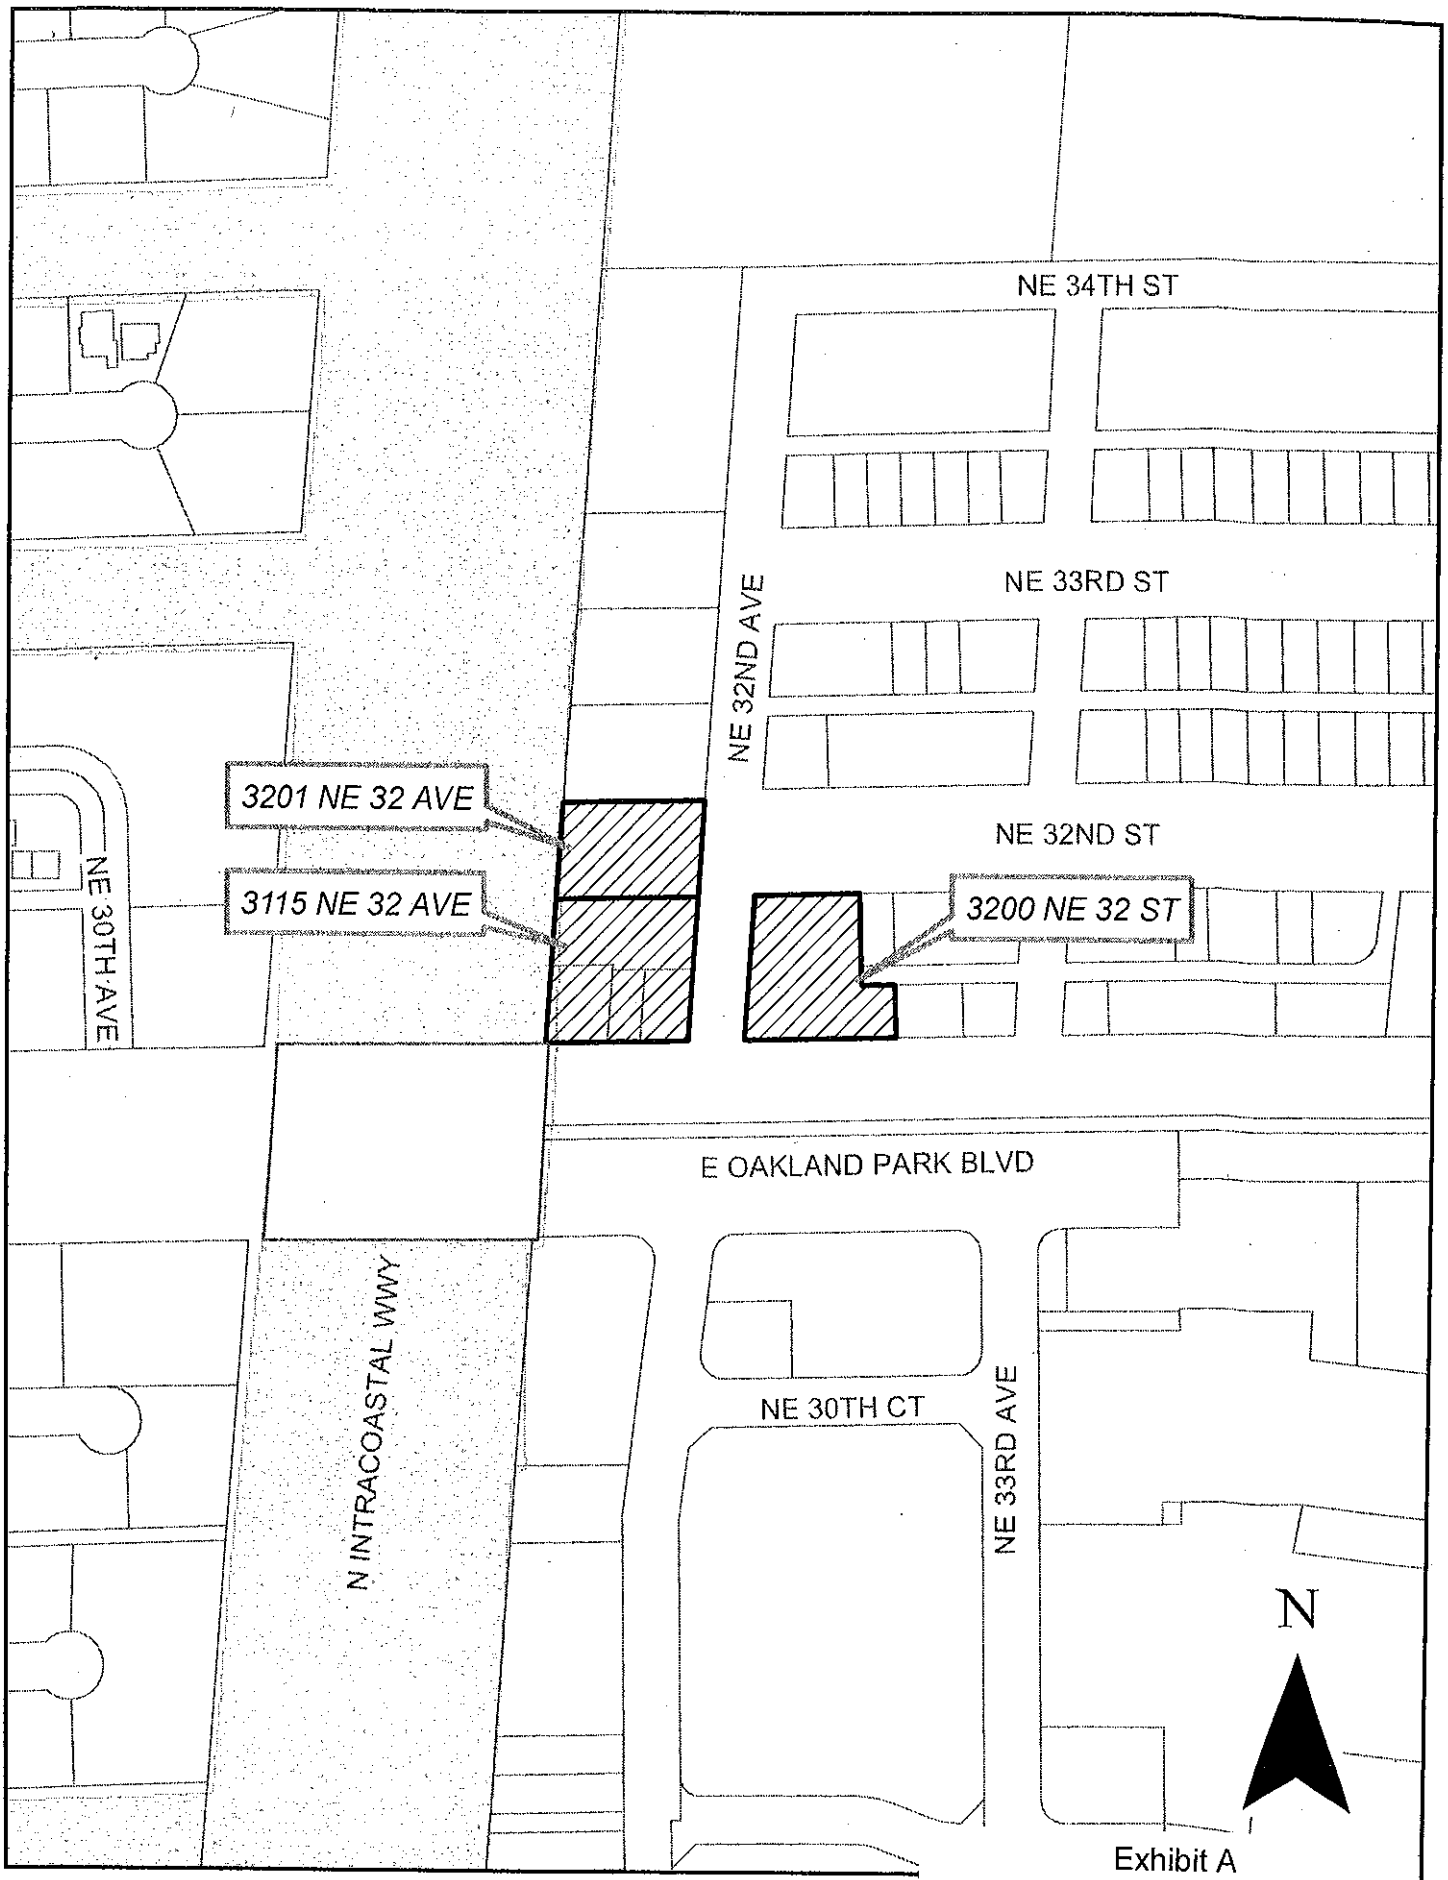 NE 34TH ST
NE 33RD ST
NE 32ND AVE
3201 NE 32 AVE
NE 32ND ST
3115 NE 32 AVE
3200 NE 32 ST
NE 30TH AVE
E OAKLAND PARK BLVD
N INTRACOASTAL WWY
NE 30TH CT
NE 33RD AVE
N
Exhibit A